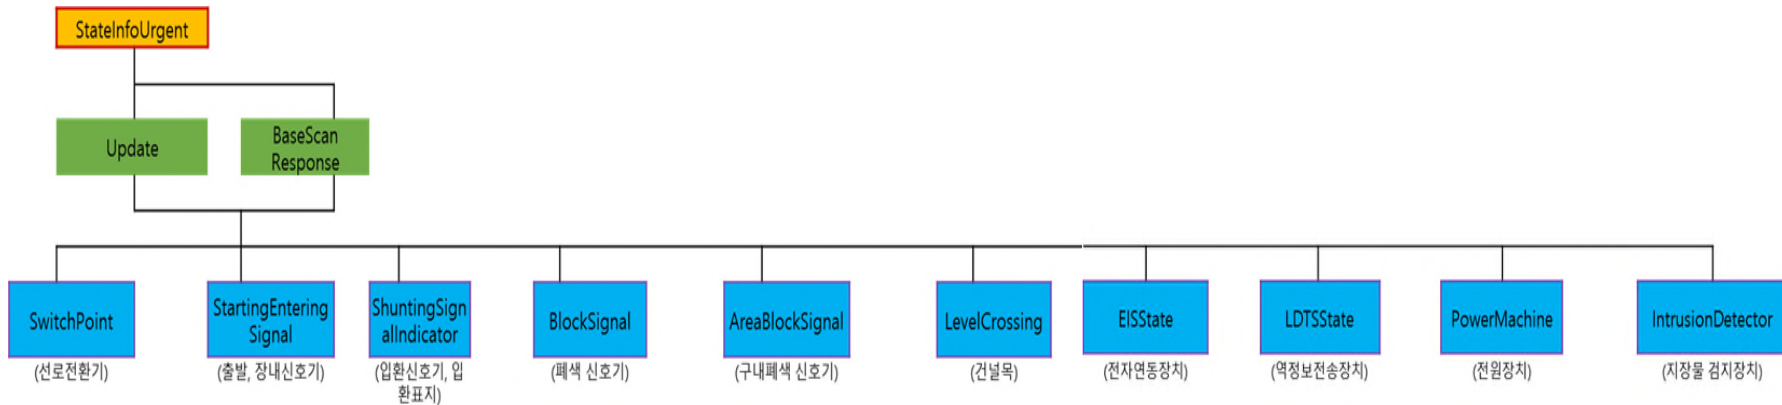 StateInfoUrgent
Update
BaseScan
Response
SwitchPoint
(선로전환기)
StartingEntering
Signal
(출발, 장내신호기)
ShuntingSign
alIndicator
(입환신호기, 입
환표지)
BlockSignal
(폐색 신호기)
AreaBlockSignal
(구내폐색 신호기)
LevelCrossing
(건널목)
EISState
(전자연동장치)
LDTSState
(역정보전송장치)
PowerMachine
(전원장치)
IntrusionDetector
(지장물 검지장치)